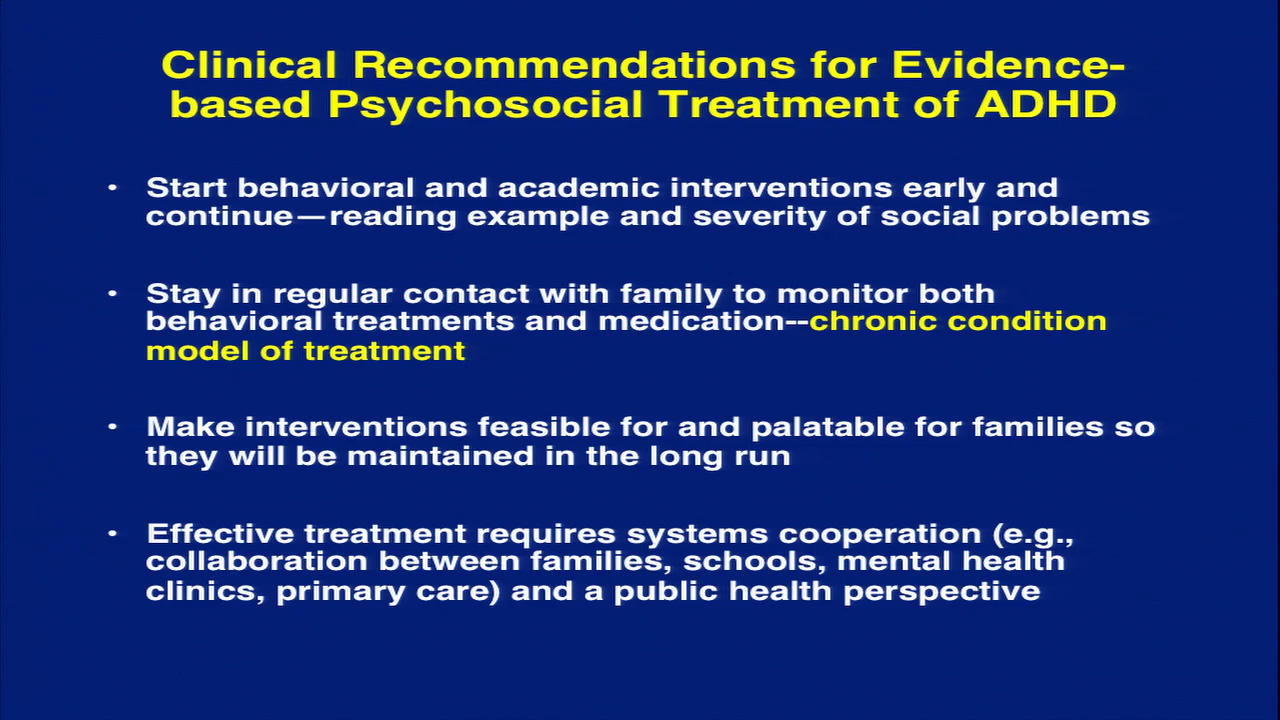 Clinical Recommendations for Evidence-
based Psychosocial Treatment of ADHD
• Start behavioral and academic interventions early and
continue—reading example and severity of social problems
• Stay in regular contact with family to monitor both
behavioral treatments and medication--chronic condition
model of treatment
• Make interventions feasible for and palatable for families so
they will be maintained in the long run
• Effective treatment requires systems cooperation (e.g.,
collaboration between families, schools, mental health
clinics, primary care) and a public health perspective